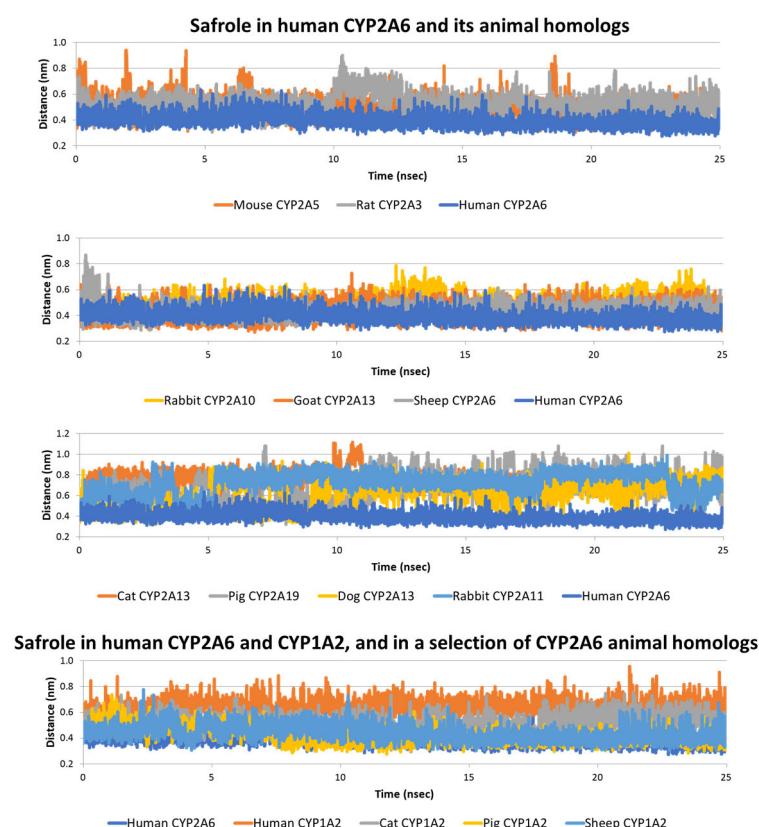 Safrole in human CYP2A6 and its animal homologs
Distance (nm)
1.0
0.8
0.6
0.4
0.2
0 5 10 15 20 25
Time (nsec)
Mouse CYP2A5 Rat CYP2A3 Human CYP2A6
Distance (nm)
1.0
0.8
0.6
0.4
0.2
0 5 10 15 20 25
Time (nsec)
Rabbit CYP2A10 Goat CYP2A13 Sheep CYP2A6 Human CYP2A6
Distance (nm)
1.2
1.0
0.8
0.6
0.4
0.2
0 5 10 15 20 25
Time (nsec)
Cat CYP2A13 Pig CYP2A19 Dog CYP2A13 Rabbit CYP2A11 Human CYP2A6
Safrole in human CYP2A6 and CYP1A2, and in a selection of CYP2A6 animal homologs
Distance (nm)
1.0
0.8
0.6
0.4
0.2
0 5 10 15 20 25
Time (nsec)
Human CYP2A6 Human CYP1A2 Cat CYP1A2 Pig CYP1A2 Sheep CYP1A2